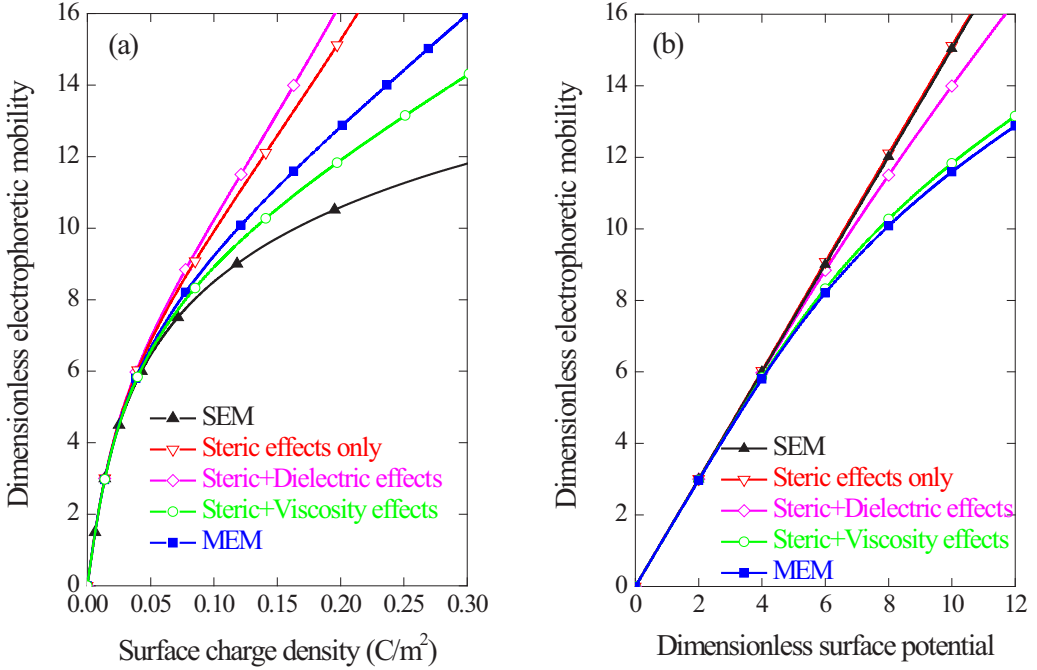 (a)
Dimensionless electrophoretic mobility
16
14
12
10
8
6
4
2
0
SEM
Steric effects only
Steric+Dielectric effects
Steric+Viscosity effects
MEM
0.00 0.05 0.10 0.15 0.20 0.25 0.30
Surface charge density (C/m²)
(b)
Dimensionless electrophoretic mobility
16
14
12
10
8
6
4
2
0
SEM
Steric effects only
Steric+Dielectric effects
Steric+Viscosity effects
MEM
0 2 4 6 8 10 12
Dimensionless surface potential